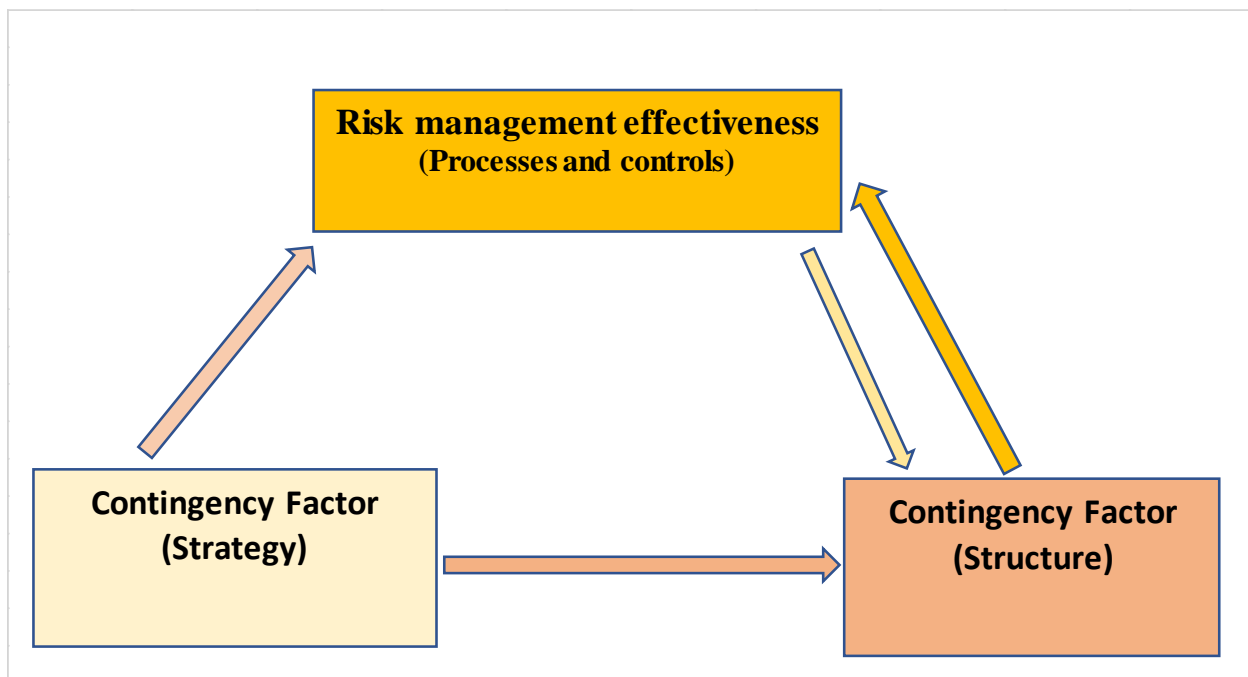 Risk management effectiveness
(Processes and controls)
Contingency Factor
(Strategy)
Contingency Factor
(Structure)